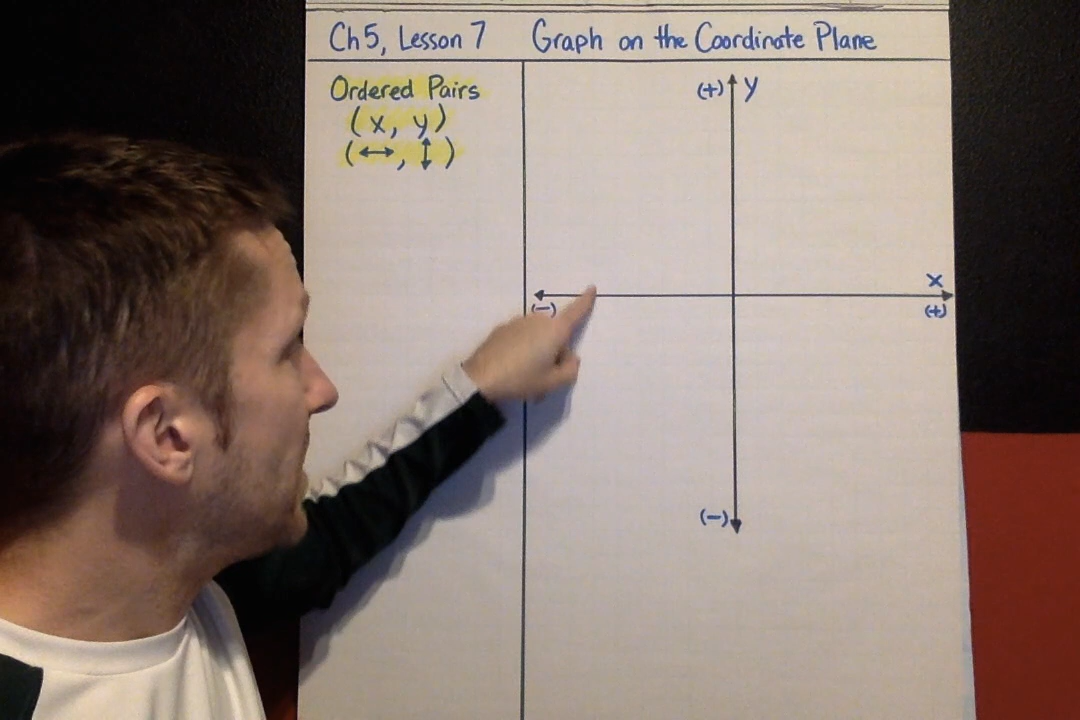 Ch 5, Lesson 7 Graph on the Coordinate Plane
Ordered Pairs
(x, y)
(↔, ↕)
(+) y
x
(-) (+)
(-)